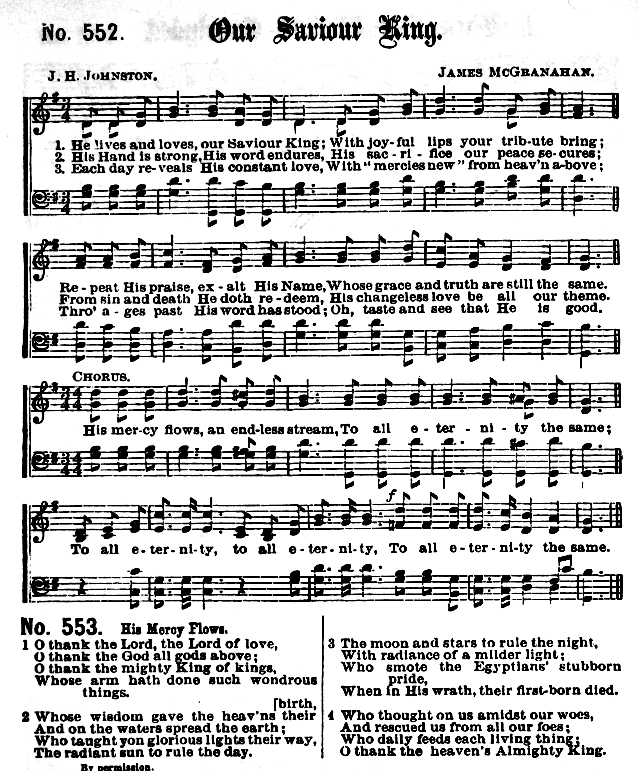 No. 552. Our Saviour King.
J. H. JOHNSTON. JAMES MCGRANAHAN.
1. He lives and loves, our Saviour King; With joy-ful lips your trib-ute bring;
2. His Hand is strong, His word endures, His sac-ri-fice our peace se-cures;
3. Each day re-veals His constant love, With "mercies new" from heav'n a-bove;
Re-peat His praise, ex-alt His Name, Whose grace and truth are still the same.
From sin and death He doth re-deem, His changeless love be all our theme.
Thro' a-ges past His word has stood; Oh, taste and see that He is good.
CHORUS.
His mer-cy flows, an end-less stream, To all e-ter-ni-ty the same;
f
To all e-ter-ni-ty, to all e-ter-ni-ty, To all e-ter-ni-ty the same.
No. 553. His Mercy Flows.
1 O thank the Lord, the Lord of love,
O thank the God all gods above;
O thank the mighty King of kings,
Whose arm hath done such wondrous
things.
[birth,
2 Whose wisdom gave the heav'ns their
And on the waters spread the earth;
Who taught yon glorious lights their way,
The radiant sun to rule the day.
By permission.
3 The moon and stars to rule the night,
With radiance of a milder light;
Who smote the Egyptians' stubborn
pride,
When in His wrath, their first-born died.
4 Who thought on us amidst our woes,
And rescued us from all our foes;
Who daily feeds each living thing;
O thank the heaven's Almighty King.